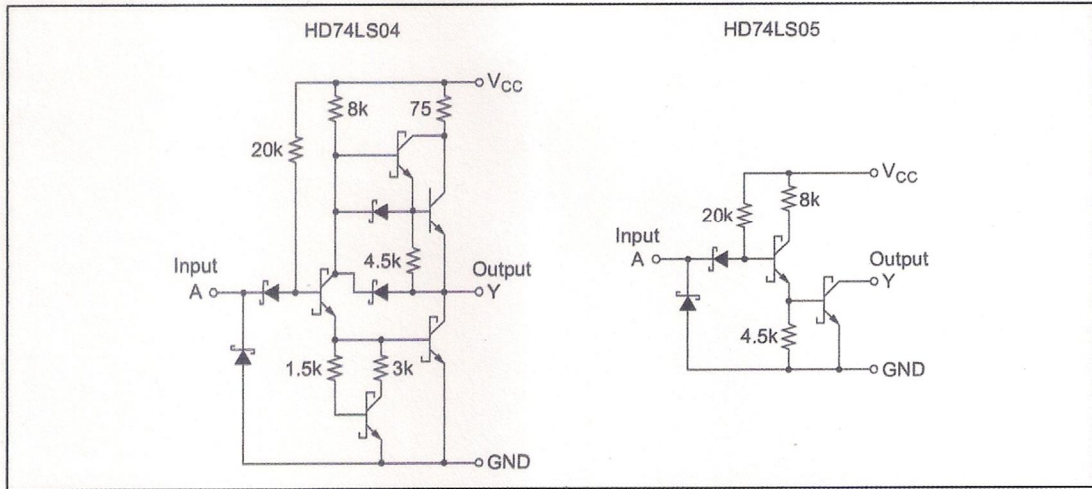 HD74LS04
VCC
8k
75
20k
4.5k
Input
A
Output
Y
1.5k
3k
GND
HD74LS05
VCC
20k
8k
Input
A
Output
Y
4.5k
GND